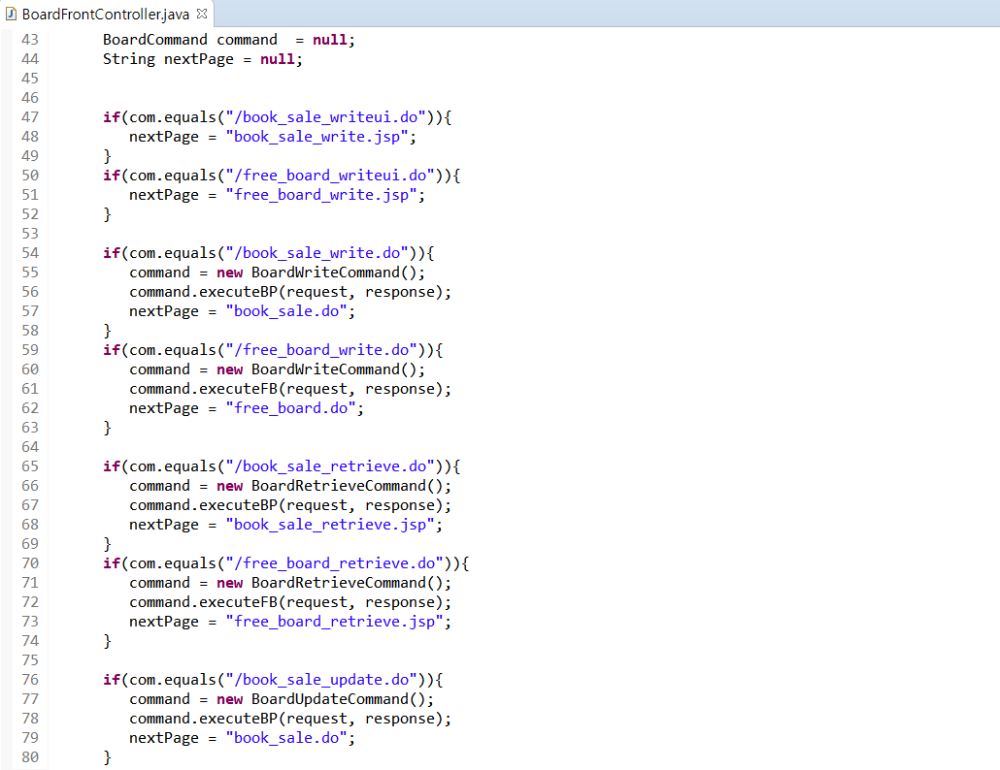 BoardFrontController.java
43 BoardCommand command  = null;
44 String nextPage = null;
45
46
47 if(com.equals("/book_sale_writeui.do")){
48 nextPage = "book_sale_write.jsp";
49 }
50 if(com.equals("/free_board_writeui.do")){
51 nextPage = "free_board_write.jsp";
52 }
53
54 if(com.equals("/book_sale_write.do")){
55 command = new BoardWriteCommand();
56 command.executeBP(request, response);
57 nextPage = "book_sale.do";
58 }
59 if(com.equals("/free_board_write.do")){
60 command = new BoardWriteCommand();
61 command.executeFB(request, response);
62 nextPage = "free_board.do";
63 }
64
65 if(com.equals("/book_sale_retrieve.do")){
66 command = new BoardRetrieveCommand();
67 command.executeBP(request, response);
68 nextPage = "book_sale_retrieve.jsp";
69 }
70 if(com.equals("/free_board_retrieve.do")){
71 command = new BoardRetrieveCommand();
72 command.executeFB(request, response);
73 nextPage = "free_board_retrieve.jsp";
74 }
75
76 if(com.equals("/book_sale_update.do")){
77 command = new BoardUpdateCommand();
78 command.executeBP(request, response);
79 nextPage = "book_sale.do";
80 }